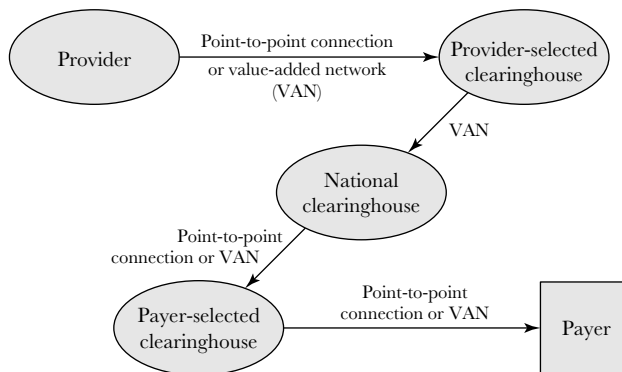 Provider
Point-to-point connection
or value-added network
(VAN)
Provider-selected
clearinghouse
VAN
National
clearinghouse
Point-to-point
connection or VAN
Payer-selected
clearinghouse
Point-to-point
connection or VAN
Payer